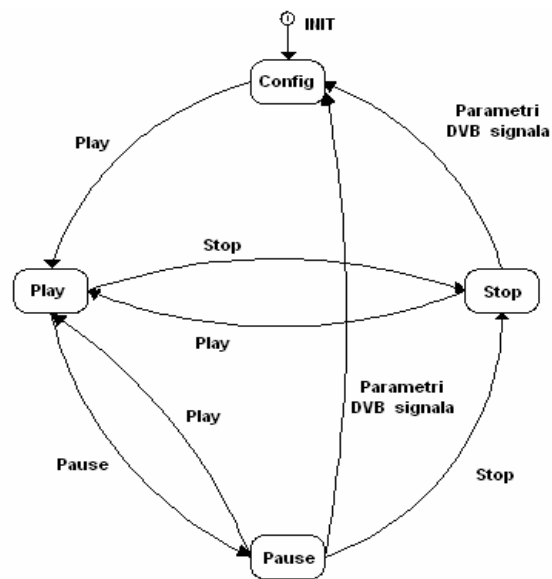 INIT
Config
Parametri
DVB signala
Play
Stop
Play
Stop
Play
Parametri
DVB signala
Play
Pause
Stop
Pause